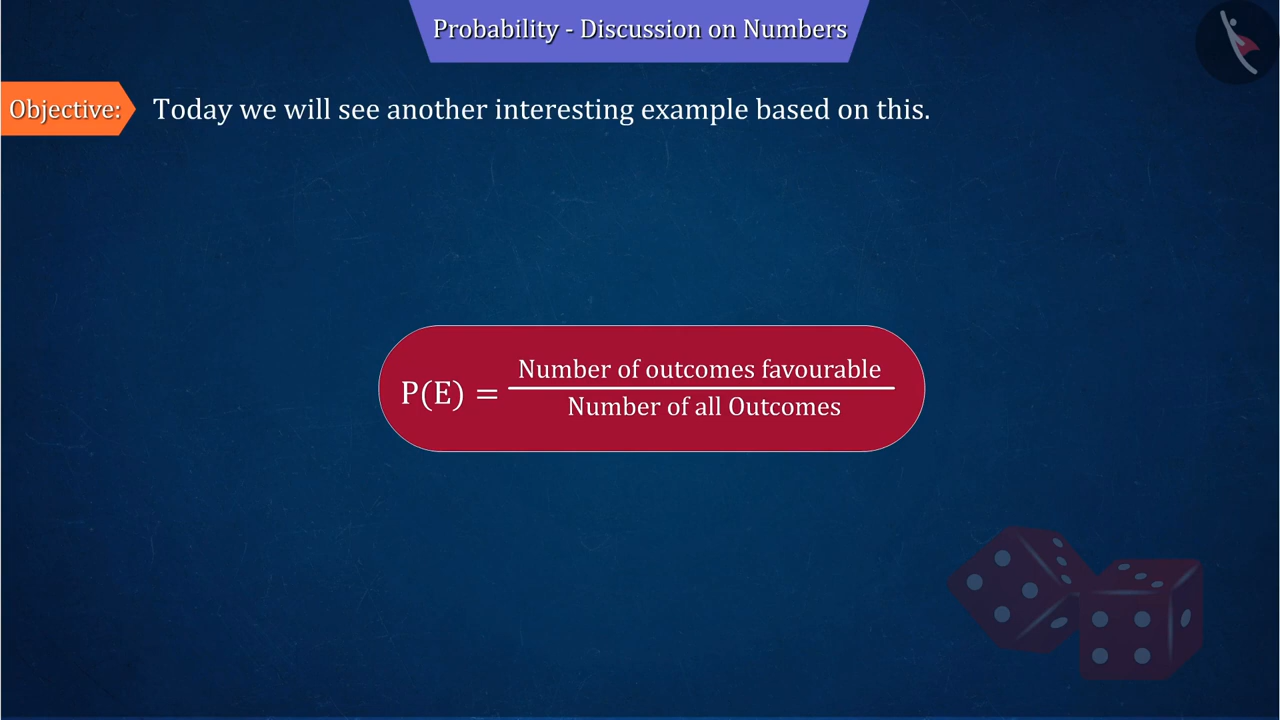 Probability - Discussion on Numbers
Objective: Today we will see another interesting example based on this.
Number of outcomes favourable
P(E) =
Number of all Outcomes